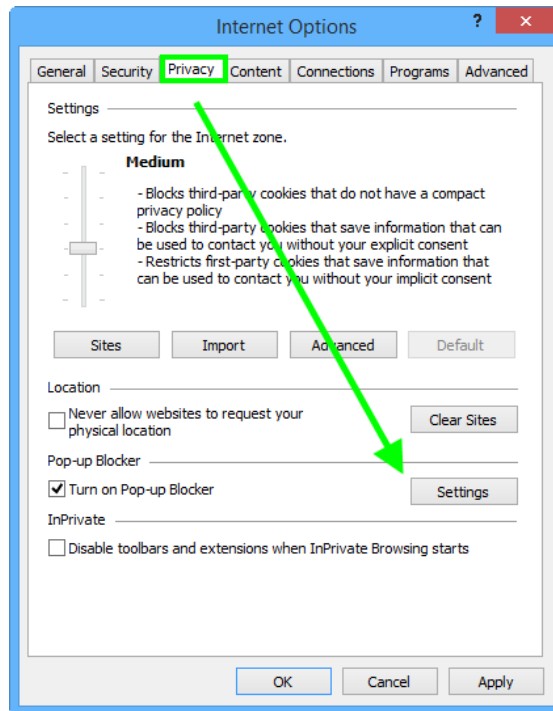 Internet Options
?
General Security Privacy Content Connections Programs Advanced
Settings
Select a setting for the Internet zone.
Medium
- Blocks third-party cookies that do not have a compact
privacy policy
- Blocks third-party cookies that save information that can
be used to contact you without your explicit consent
- Restricts first-party cookies that save information that
can be used to contact you without your implicit consent
Sites Import Advanced Default
Location
Never allow websites to request your
physical location
Clear Sites
Pop-up Blocker
Turn on Pop-up Blocker
Settings
InPrivate
Disable toolbars and extensions when InPrivate Browsing starts
OK Cancel Apply